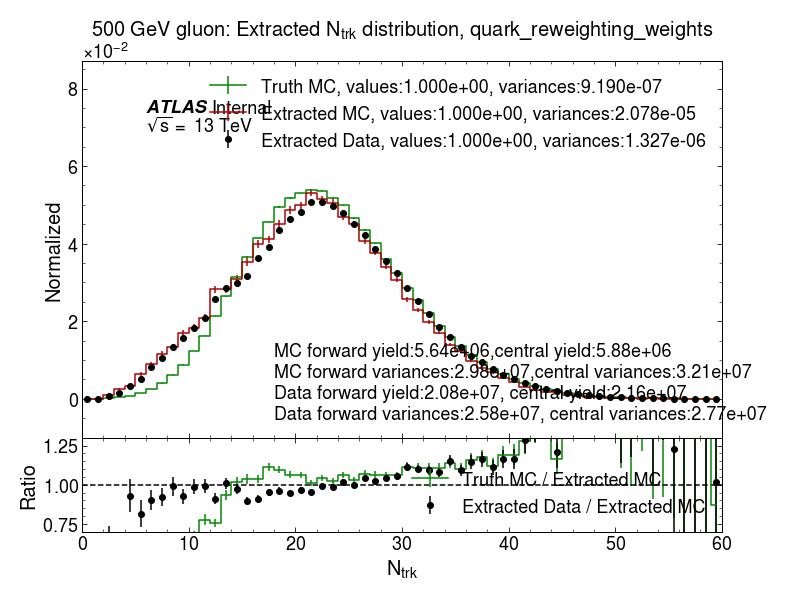 500 GeV gluon: Extracted Ntrk distribution, quark_reweighting_weights
×10−2
Truth MC, values:1.000e+00, variances:9.190e-07
ATLAS Internal
Extracted MC, values:1.000e+00, variances:2.078e-05
√s = 13 TeV
Extracted Data, values:1.000e+00, variances:1.327e-06
8
6
4
2
0
Normalized
MC forward yield:5.64e+06,central yield:5.88e+06
MC forward variances:2.98e+07,central variances:3.21e+07
Data forward yield:2.08e+07, central yield:2.16e+07
Data forward variances:2.58e+07, central variances:2.77e+07
1.25
1.00
0.75
Ratio
Truth MC / Extracted MC
Extracted Data / Extracted MC
0 10 20 30 40 50 60
Ntrk